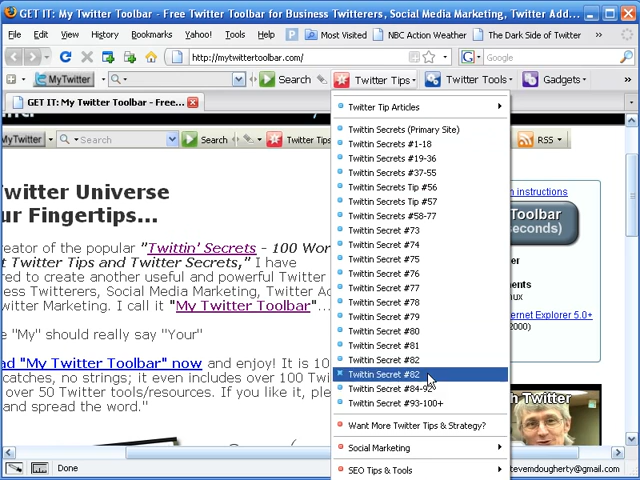 GET IT: My Twitter Toolbar - Free Twitter Toolbar for Business Twitterers, Social Media Marketing, Twitter Add...
File Edit View History Bookmarks Yahoo! Tools Help Most Visited NBC Action Weather The Dark Side of Twitter
http://mytwittertoolbar.com/ Google
MyTwitter Search Twitter Tips Twitter Tools Gadgets
GET IT: My Twitter Toolbar - Free...
MyTwitter Search Search Twitter Tips RSS
Twitter Universe
ur Fingertips...
reator of the popular "Twittin' Secrets - 100 Wor
t Twitter Tips and Twitter Secrets," I have
red to create another useful and powerful Twitter
ess Twitterers, Social Media Marketing, Twitter Ad
witter Marketing. I call it "My Twitter Toolbar"...
e "My" should really say "Your"
ad "My Twitter Toolbar" now and enjoy! It is 10
catches, no strings; it even includes over 100 Twi
over 50 Twitter tools/resources. If you like it, ple
and spread the word."
Twitter Tip Articles
Twittin Secrets (Primary Site)
Twittin Secrets #1-18
Twittin Secrets #19-36
Twittin Secrets #37-55
Twittin Secrets Tip #56
Twittin Secrets Tip #57
Twittin Secrets #58-77
Twittin Secret #73
Twittin Secret #74
Twittin Secret #75
Twittin Secret #76
Twittin Secret #77
Twittin Secret #78
Twittin Secret #79
Twittin Secret #80
Twittin Secret #81
Twittin Secret #82
Twittin Secret #82
Twittin Secret #84-92
Twittin Secret #93-100+
Want More Twitter Tips & Strategy?
Social Marketing
SEO Tips & Tools
n instructions
Toolbar
seconds)
er
ments
nux
ternet Explorer 5.0+
2000)
h Tim
Done
stevemdougherty@gmail.com